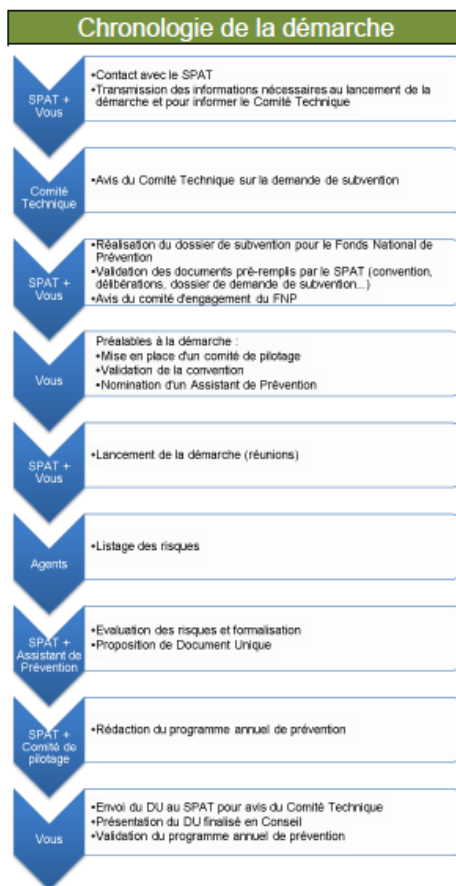 Chronologie de la démarche
SPAT +
Vous
•Contact avec le SPAT
•Transmission des informations nécessaires au lancement de la
démarche et pour informer le Comité Technique
Comité
Technique
•Avis du Comité Technique sur la demande de subvention
SPAT +
Vous
•Réalisation du dossier de subvention pour le Fonds National de
Prévention
•Validation des documents pré-remplis par le SPAT (convention,
délibérations, dossier de demande de subvention...)
•Avis du comité d'engagement du FNP
Vous
Préalables à la démarche :
•Mise en place d'un comité de pilotage
•Validation de la convention
•Nomination d'un Assistant de Prévention
SPAT +
Vous
•Lancement de la démarche (réunions)
Agents
•Listage des risques
SPAT +
Assistant de
Prévention
•Evaluation des risques et formalisation
•Proposition de Document Unique
SPAT +
Comité de
pilotage
•Rédaction du programme annuel de prévention
Vous
•Envoi du DU au SPAT pour avis du Comité Technique
•Présentation du DU finalisé en Conseil
•Validation du programme annuel de prévention